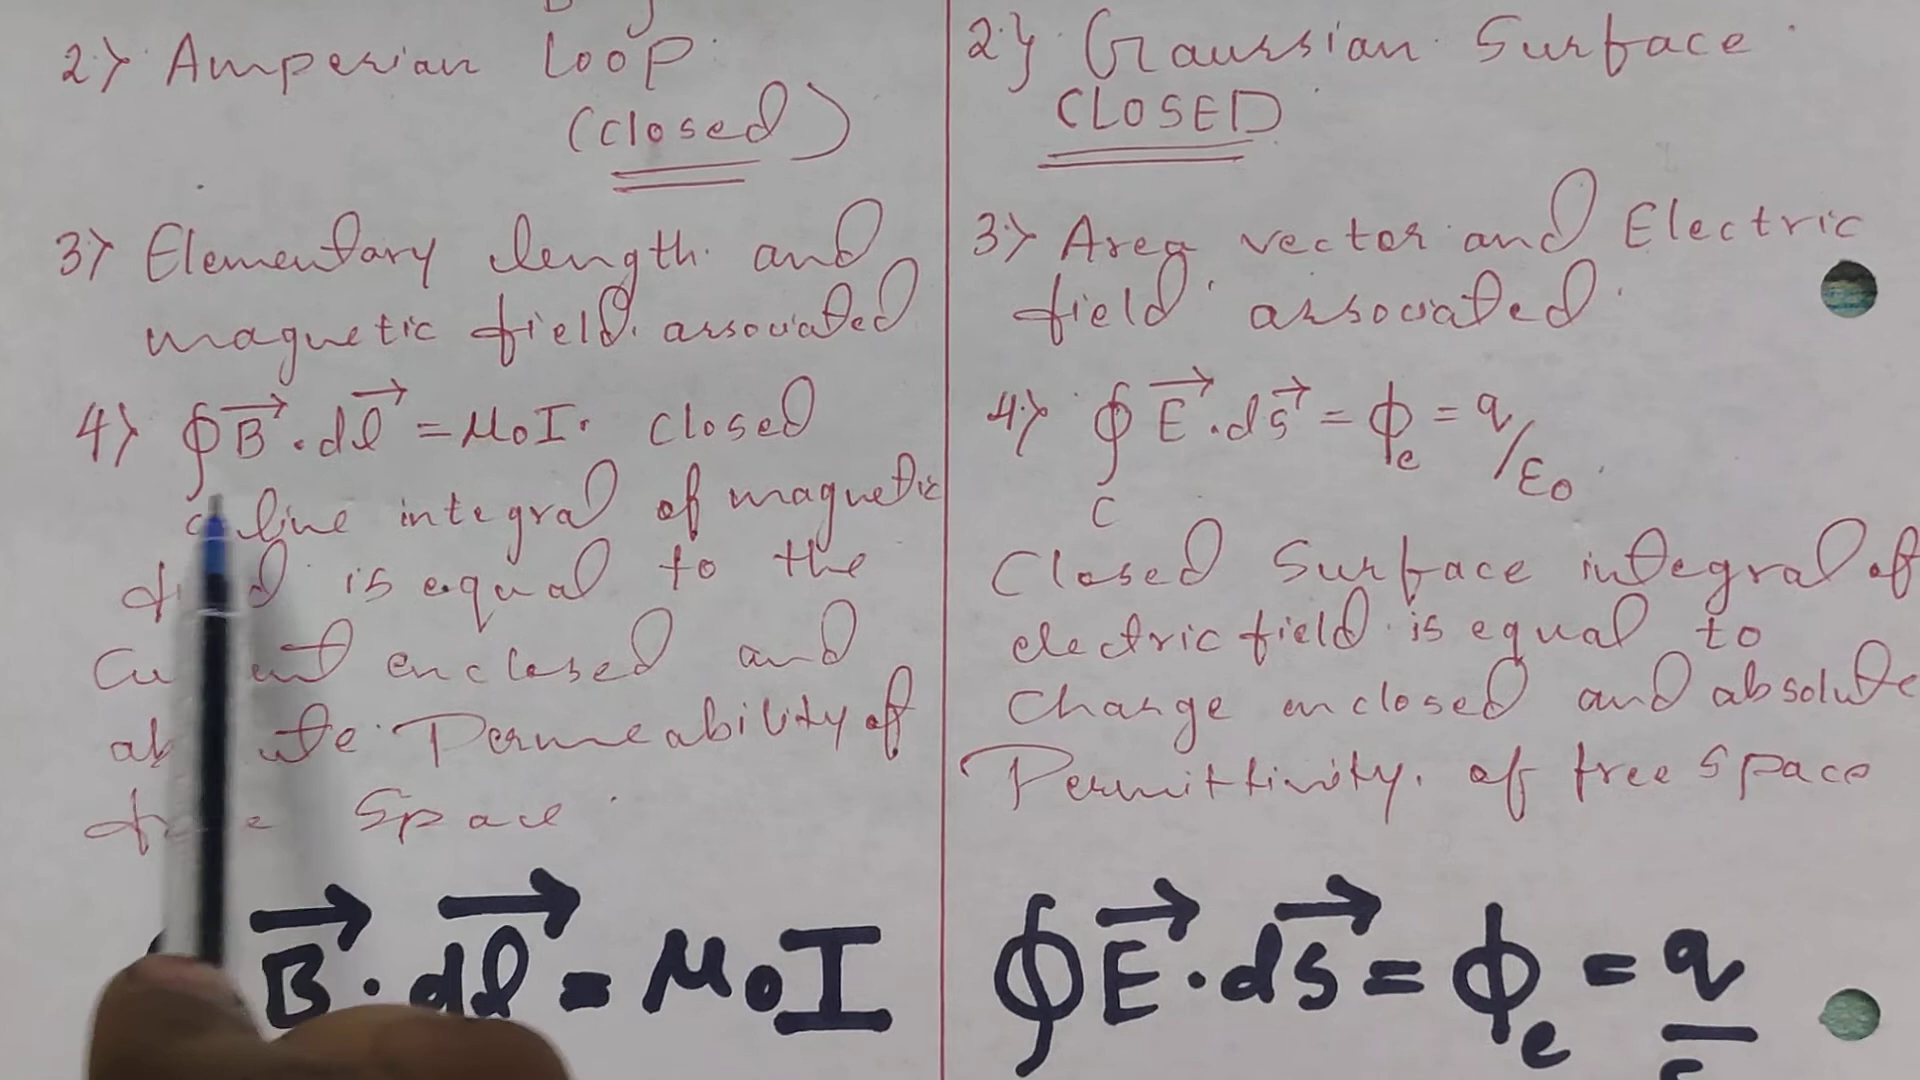 2) Amperian Loop
(closed)
3) Elementary length and
magnetic field associated
4) ∮B⃗.dl⃗ = μ₀I. closed
line integral of magnetic
is equal to the
enclosed and
Permeability of
Space
B⃗.dl⃗ = μ₀I
2) Gaussian Surface
CLOSED
3) Area vector and Electric
field associated
4) ∮E⃗.ds⃗ = ϕe = q/ε₀
C
Closed Surface integral of
electric field is equal to
Charge enclosed and absolute
Permittivity. of free space
∮E⃗.ds⃗ = ϕe = q